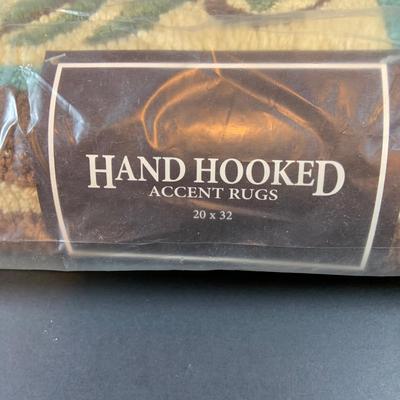 HAND HOOKED
ACCENT RUGS
20 x 32